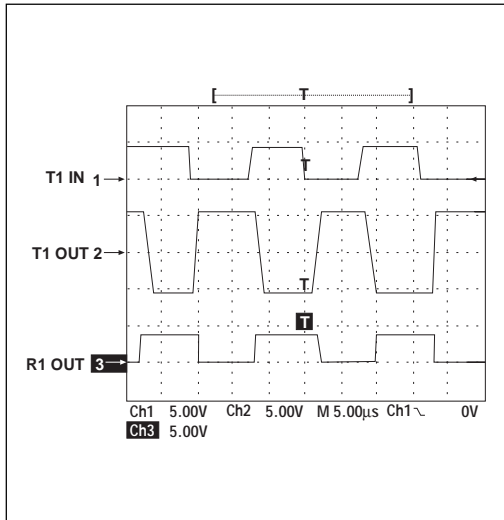 [ T ]
T1 IN 1
T
T1 OUT 2
T
T
R1 OUT 3
Ch1 5.00V Ch2 5.00V M 5.00µs Ch1 0V
Ch3 5.00V